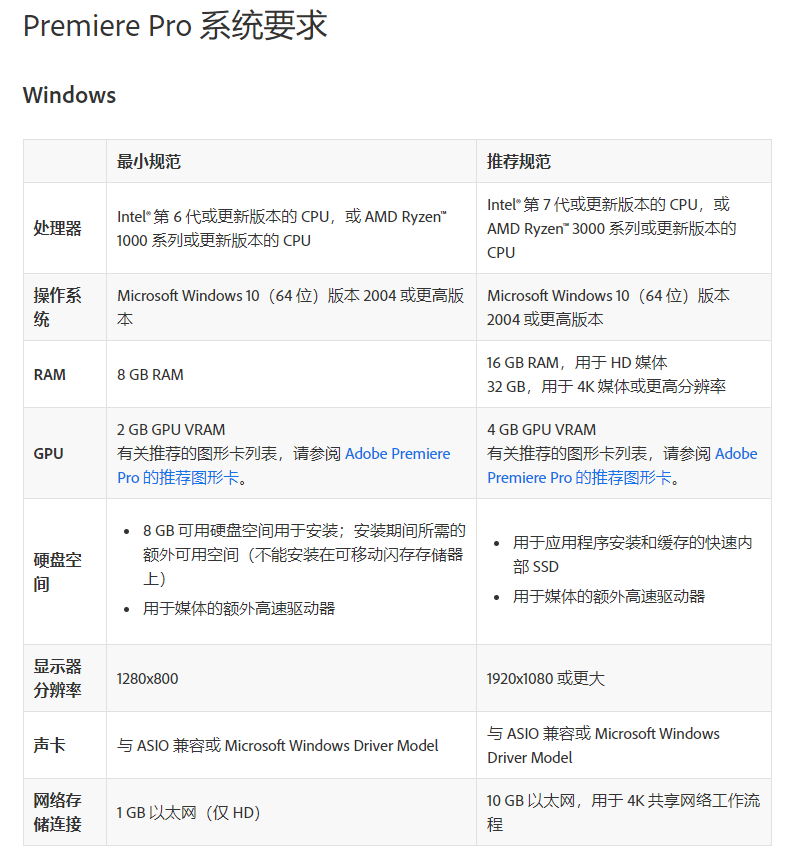 Premiere Pro 系统要求
Windows
最小规范
推荐规范
处理器
Intel® 第 6 代或更新版本的 CPU，或 AMD Ryzen™
1000 系列或更新版本的 CPU
Intel® 第 7 代或更新版本的 CPU，或
AMD Ryzen™ 3000 系列或更新版本的
CPU
操作系
统
Microsoft Windows 10（64 位）版本 2004 或更高版
本
Microsoft Windows 10（64 位）版本
2004 或更高版本
RAM
8 GB RAM
16 GB RAM，用于 HD 媒体
32 GB，用于 4K 媒体或更高分辨率
GPU
2 GB GPU VRAM
有关推荐的图形卡列表，请参阅 Adobe Premiere
Pro 的推荐图形卡。
4 GB GPU VRAM
有关推荐的图形卡列表，请参阅 Adobe
Premiere Pro 的推荐图形卡。
硬盘空
间
• 8 GB 可用硬盘空间用于安装；安装期间所需的
额外可用空间（不能安装在可移动闪存存储器
上）
• 用于媒体的额外高速驱动器
• 用于应用程序安装和缓存的快速内
部 SSD
• 用于媒体的额外高速驱动器
显示器
分辨率
1280x800
1920x1080 或更大
声卡
与 ASIO 兼容或 Microsoft Windows Driver Model
与 ASIO 兼容或 Microsoft Windows
Driver Model
网络存
储连接
1 GB 以太网（仅 HD）
10 GB 以太网，用于 4K 共享网络工作流
程